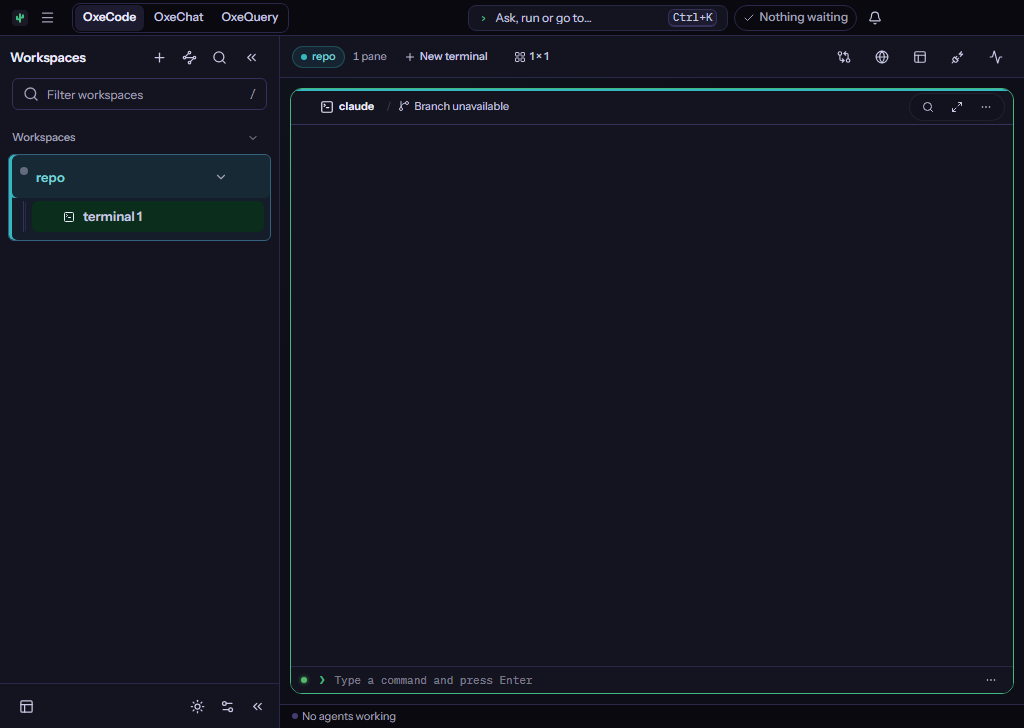 OxeCode OxeChat OxeQuery
Ask, run or go to... Ctrl+K
Nothing waiting
Workspaces
Filter workspaces /
Workspaces
repo
terminal 1
repo 1 pane New terminal 1×1
claude / Branch unavailable
Type a command and press Enter
No agents working